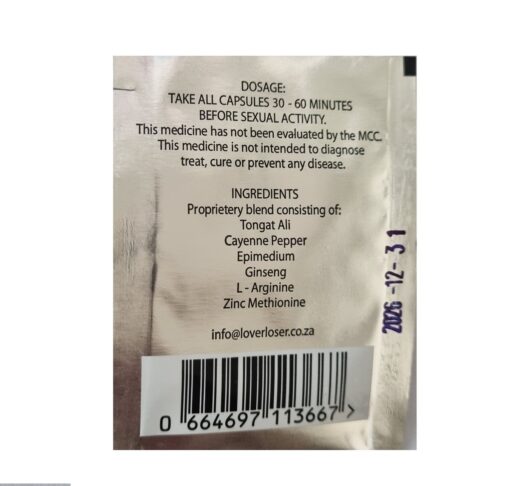 DOSAGE:
TAKE ALL CAPSULES 30 - 60 MINUTES
BEFORE SEXUAL ACTIVITY.
This medicine has not been evaluated by the MCC.
This medicine is not intended to diagnose
treat, cure or prevent any disease.
INGREDIENTS
Proprietery blend consisting of:
Tongat Ali
Cayenne Pepper
Epimedium
Ginseng
L - Arginine
Zinc Methionine
info@loverloser.co.za
0 664697 113667 >
2026 -12- 31